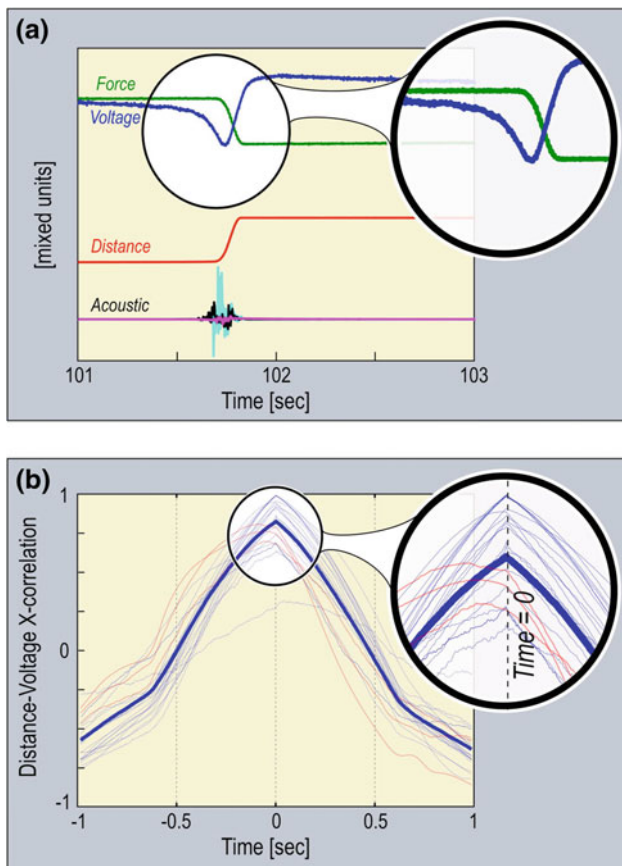 (a)
[mixed units]
Force
Voltage
Distance
Acoustic
101
102
103
Time [sec]
(b)
Distance-Voltage X-correlation
1
0
-1
-1
-0.5
0
0.5
1
Time [sec]
Time = 0